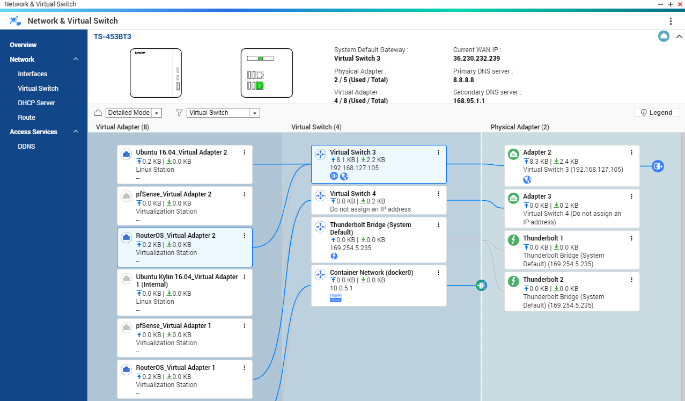 Network & Virtual Switch
Network & Virtual Switch
Overview
Network
Interfaces
Virtual Switch
DHCP Server
Route
Access Services
DDNS
TS-453BT3
System Default Gateway :
Virtual Switch 3
Physical Adapter :
2 / 5 (Used / Total)
Virtual Adapter :
4 / 8 (Used / Total)
Current WAN IP :
36.230.232.239
Primary DNS server :
8.8.8.8
Secondary DNS server :
168.95.1.1
Detailed Mode
Virtual Switch
Legend
Virtual Adapter (8)
Ubuntu 16.04_Virtual Adapter 2
0.2 KB | 0.0 KB
Linux Station
--
pfSense_Virtual Adapter 2
0.0 KB | 0.0 KB
Virtualization Station
--
RouterOS_Virtual Adapter 2
0.2 KB | 0.0 KB
Virtualization Station
--
Ubuntu Kylin 16.04_Virtual Adapter
1 (Internal)
0.0 KB | 0.0 KB
Linux Station
--
pfSense_Virtual Adapter 1
0.0 KB | 0.0 KB
Virtualization Station
--
RouterOS_Virtual Adapter 1
0.2 KB | 0.0 KB
Virtualization Station
--
Virtual Switch (4)
Virtual Switch 3
8.1 KB | 2.2 KB
192.168.127.105
Virtual Switch 4
0.0 KB | 0.2 KB
Do not assign an IP address
Thunderbolt Bridge (System
Default)
0.0 KB | 0.0 KB
169.254.5.235
Container Network (docker0)
0.0 KB | 0.0 KB
10.0.5.1
Physical Adapter (2)
Adapter 2
8.3 KB | 2.4 KB
Virtual Switch 3 (192.168.127.105)
Adapter 3
0.0 KB | 0.2 KB
Virtual Switch 4 (Do not assign an
IP address)
Thunderbolt 1
0.0 KB | 0.0 KB
Thunderbolt Bridge (System
Default) (169.254.5.235)
Thunderbolt 2
0.0 KB | 0.0 KB
Thunderbolt Bridge (System
Default) (169.254.5.235)